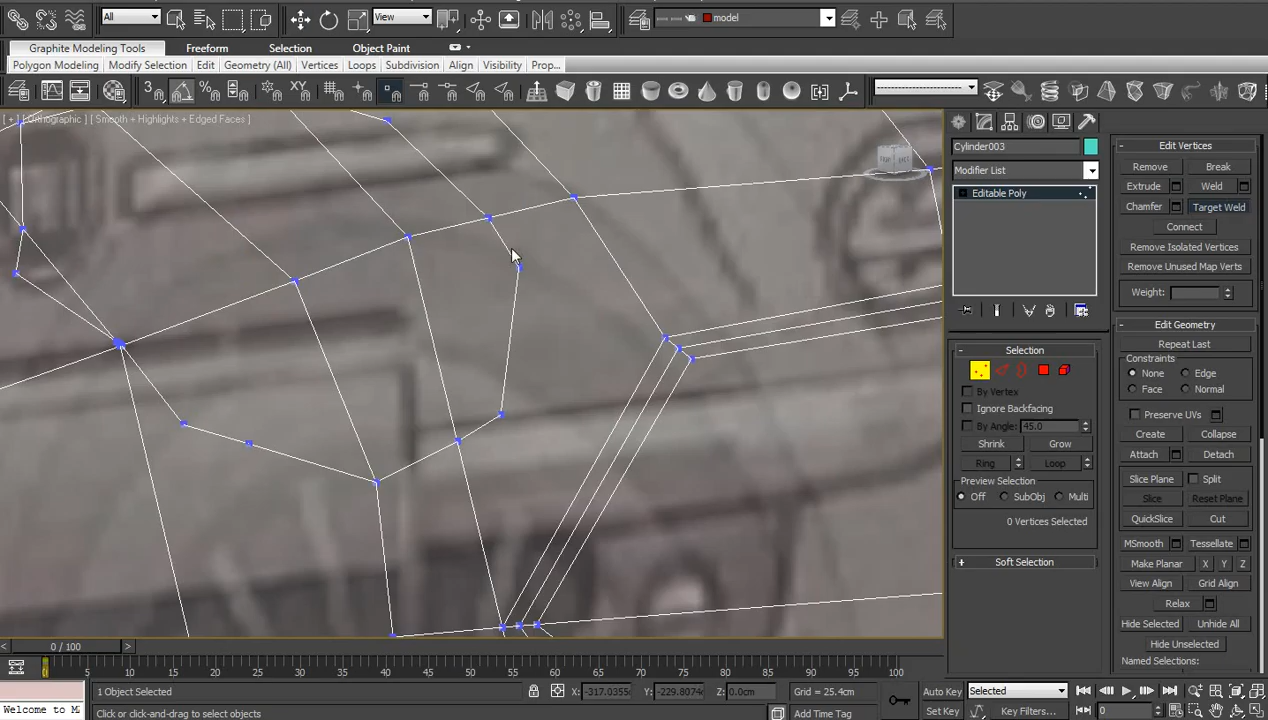 All
View
model
Graphite Modeling Tools
Freeform
Selection
Object Paint
Polygon Modeling
Modify Selection
Edit
Geometry (All)
Vertices
Loops
Subdivision
Align
Visibility
Prop...
3
[ + ] [ Orthographic ] [ Smooth + Highlights + Edged Faces ]
Cylinder003
Modifier List
Editable Poly
Selection
By Vertex
Ignore Backfacing
By Angle: 45.0
Shrink
Grow
Ring
Loop
Preview Selection
Off
SubObj
Multi
0 Vertices Selected
Soft Selection
Edit Vertices
Remove
Break
Extrude
Weld
Chamfer
Target Weld
Connect
Remove Isolated Vertices
Remove Unused Map Verts
Weight:
Edit Geometry
Repeat Last
Constraints
None
Edge
Face
Normal
Preserve UVs
Create
Collapse
Attach
Detach
Slice Plane
Split
Slice
Reset Plane
QuickSlice
Cut
MSmooth
Tessellate
Make Planar
X
Y
Z
View Align
Grid Align
Relax
Hide Selected
Unhide All
Hide Unselected
Named Selections:
0 / 100
5 10 15 20 25 30 35 40 45 50 55 60 65 70 75 80 85 90 95 100
1 Object Selected
X: -317.0355
Y: -229.8074
Z: 0.0cm
Grid = 25.4cm
Auto Key
Selected
Welcome to M
Click or click-and-drag to select objects
Add Time Tag
Set Key
Key Filters...
0